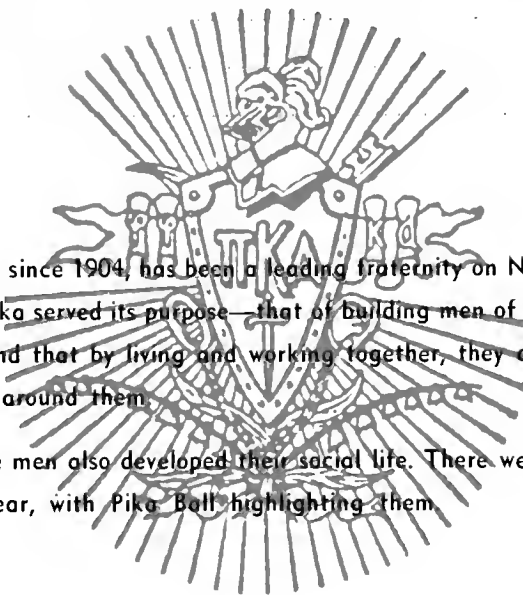 ΠΚΑ
since 1904, has been a leading fraternity on N
ka served its purpose—that of building men of
nd that by living and working together, they
around them.
e men also developed their social life. There we
ear, with Pika Ball highlighting them.